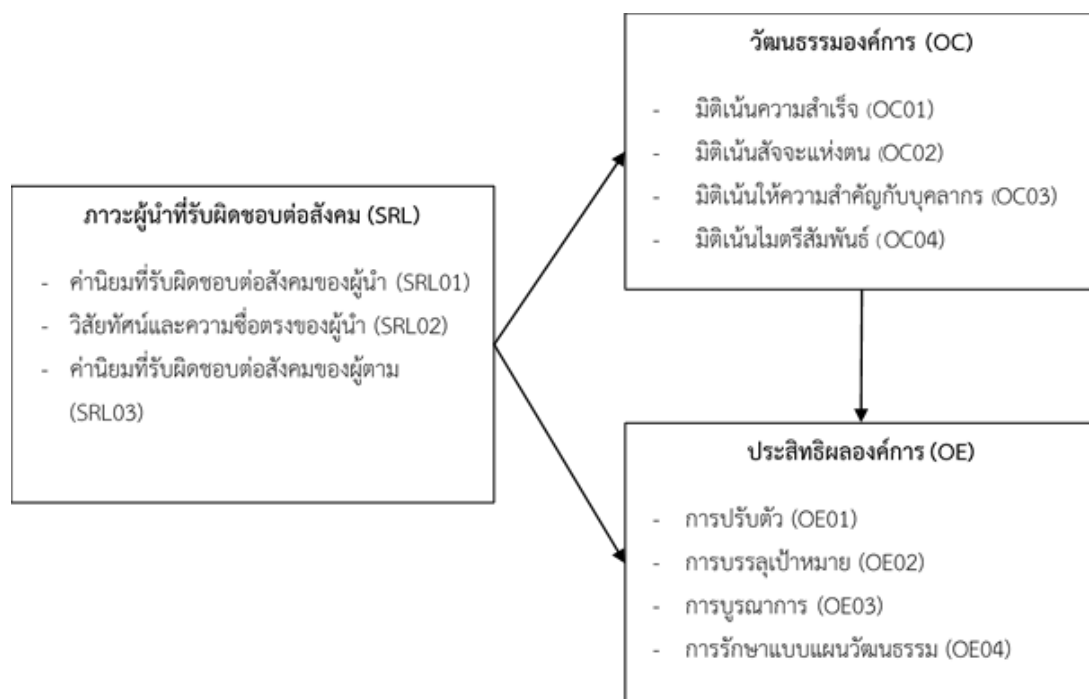 วัฒนธรรมองค์การ (OC)
- มิติเน้นความสำเร็จ (OC01)
- มิติเน้นสัจจะแห่งตน (OC02)
- มิติเน้นให้ความสำคัญกับบุคลากร (OC03)
- มิติเน้นไมตรีสัมพันธ์ (OC04)
ภาวะผู้นำที่รับผิดชอบต่อสังคม (SRL)
- ค่านิยมที่รับผิดชอบต่อสังคมของผู้นำ (SRL01)
- วิสัยทัศน์และความซื่อตรงของผู้นำ (SRL02)
- ค่านิยมที่รับผิดชอบต่อสังคมของผู้ตาม
(SRL03)
ประสิทธิผลองค์การ (OE)
- การปรับตัว (OE01)
- การบรรลุเป้าหมาย (OE02)
- การบูรณาการ (OE03)
- การรักษาแบบแผนวัฒนธรรม (OE04)